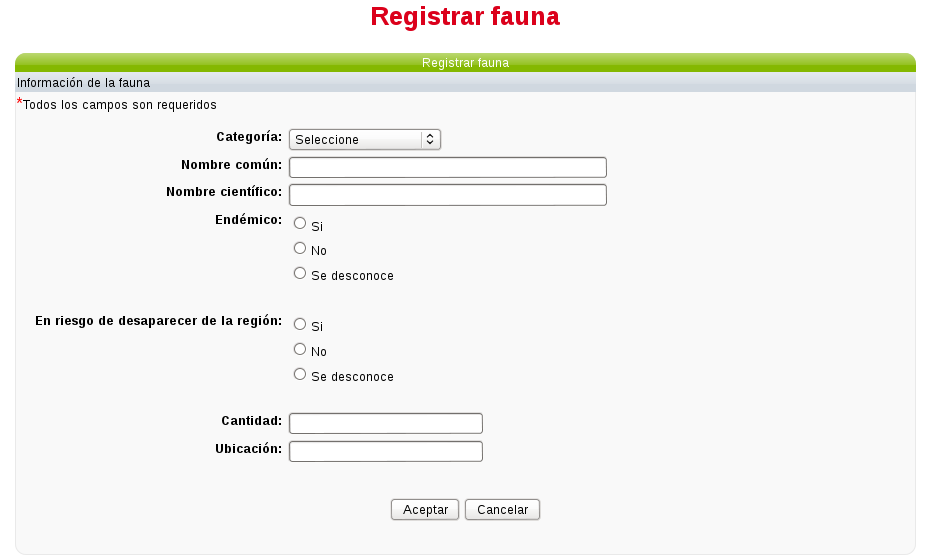 Registrar fauna
Registrar fauna
Información de la fauna
*Todos los campos son requeridos
Categoría: Seleccione
Nombre común:
Nombre científico:
Endémico: Si
No
Se desconoce
En riesgo de desaparecer de la región: Si
No
Se desconoce
Cantidad:
Ubicación:
Aceptar Cancelar